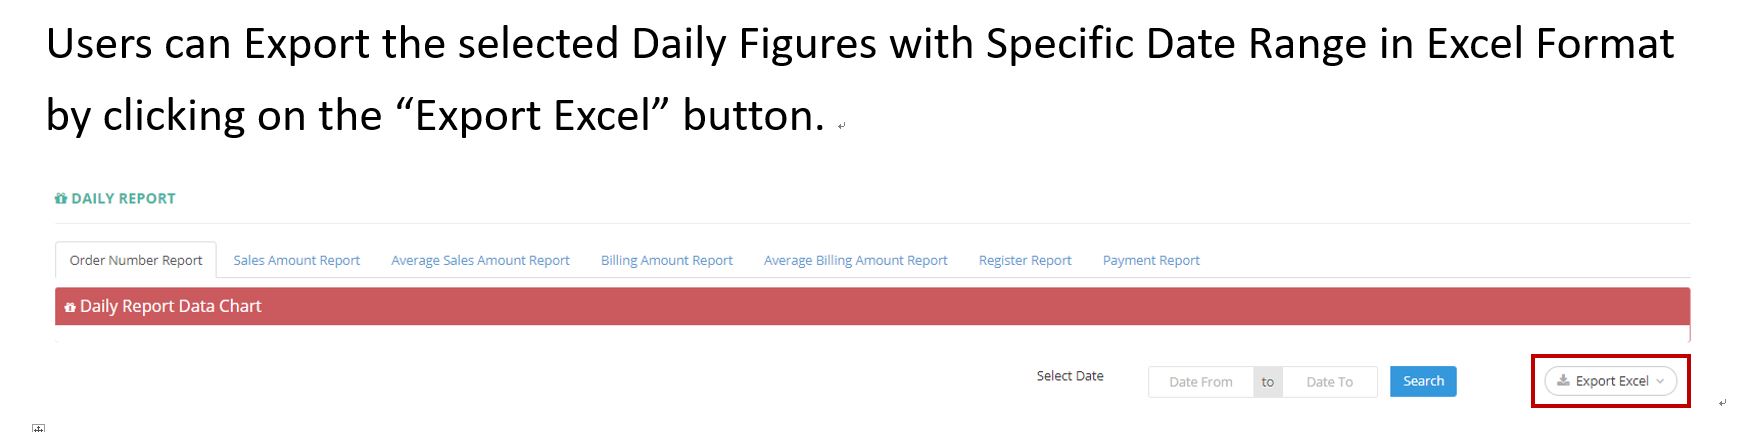 Users can Export the selected Daily Figures with Specific Date Range in Excel Format
by clicking on the “Export Excel” button.
DAILY REPORT
Order Number Report Sales Amount Report Average Sales Amount Report Billing Amount Report Average Billing Amount Report Register Report Payment Report
Daily Report Data Chart
Select Date Date From to Date To Search Export Excel